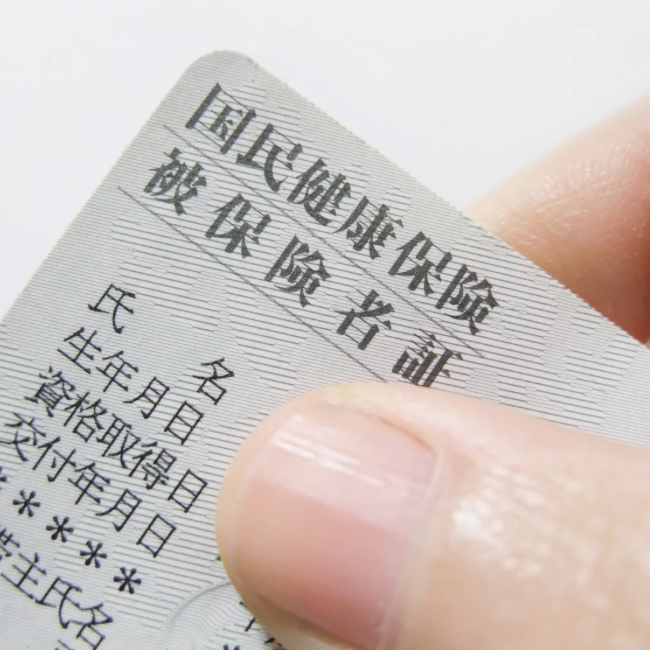 国民健康保険
被保険者証
氏名
生年月日
資格取得日
交付年月日
*****
主氏名